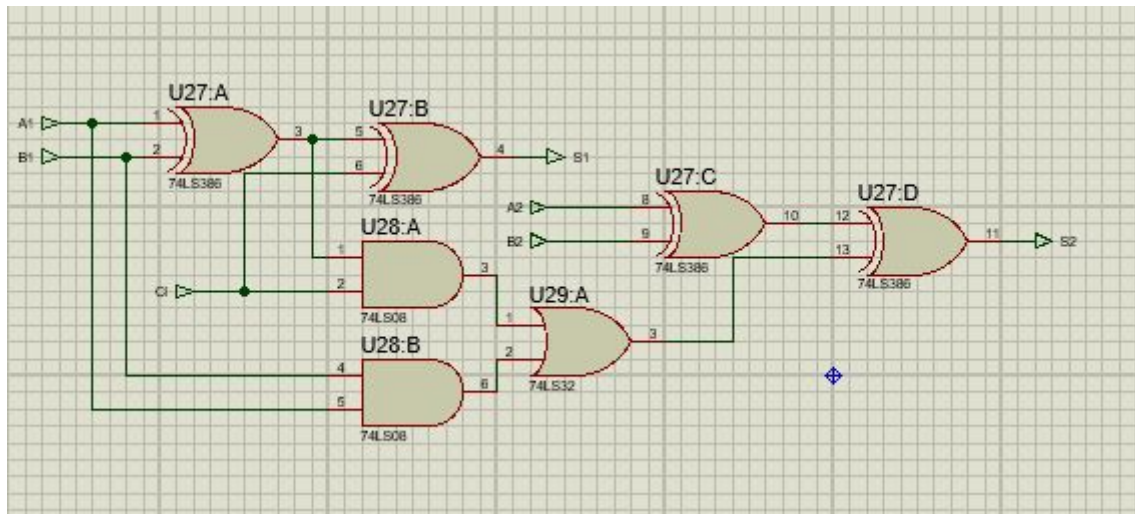 U27:A
A1
1
3
B1
2
74LS386
U27:B
5
4
S1
6
74LS386
U28:A
1
3
CI
2
74LS08
U28:B
4
6
5
74LS08
U29:A
1
3
2
74LS32
U27:C
A2
8
10
B2
9
74LS386
U27:D
12
11
S2
13
74LS386